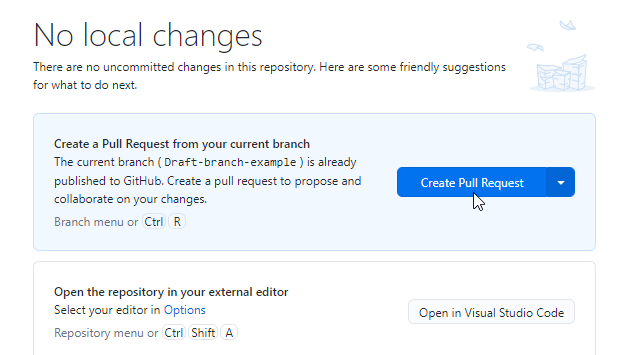 No local changes
There are no uncommitted changes in this repository. Here are some friendly suggestions
for what to do next.
Create a Pull Request from your current branch
The current branch ( Draft-branch-example ) is already
published to GitHub. Create a pull request to propose and
collaborate on your changes.
Branch menu or Ctrl R
Create Pull Request
Open the repository in your external editor
Select your editor in Options
Repository menu or Ctrl Shift A
Open in Visual Studio Code